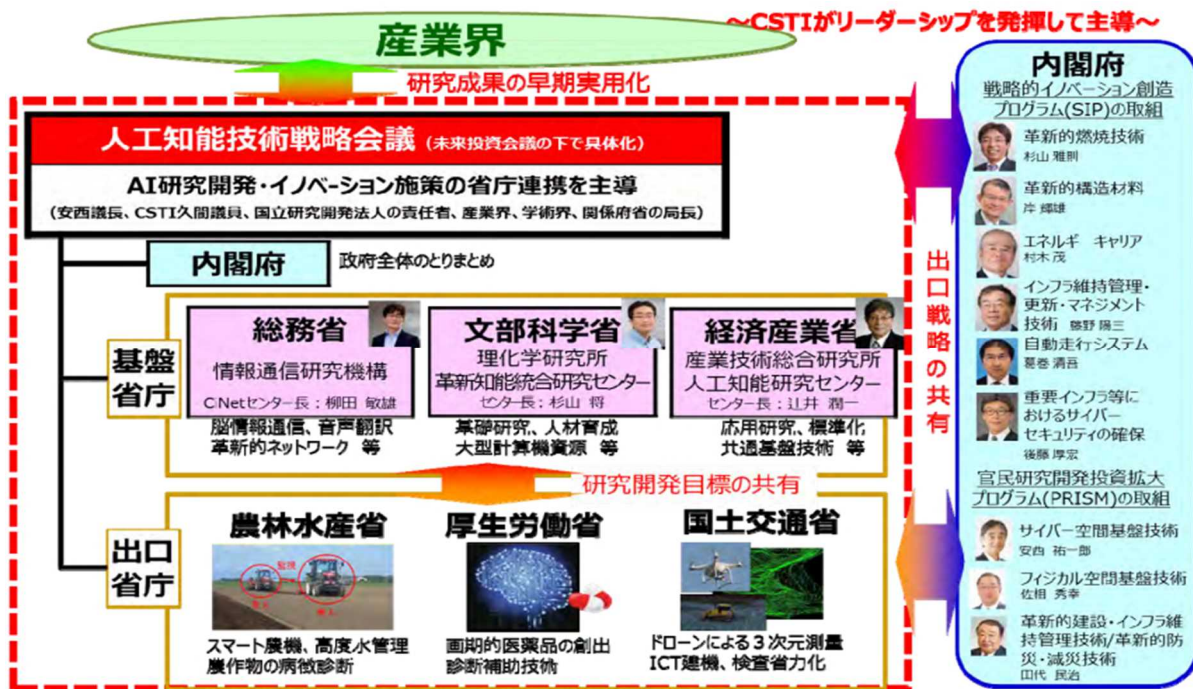 ～CSTIがリーダーシップを発揮して主導～
産業界
研究成果の早期実用化
人工知能技術戦略会議 (未来投資会議の下で具体化)
AI研究開発・イノベーション施策の省庁連携を主導
(安西議長、CSTI久間議員、国立研究開発法人の責任者、産業界、学術界、関係府省の局長)
内閣府 政府全体のとりまとめ
基盤
省庁
総務省
情報通信研究機構
CiNetセンター長：柳田 敏雄
脳情報通信、音声翻訳
革新的ネットワーク 等
文部科学省
理化学研究所
革新知能統合研究センター
センター長：杉山 将
基礎研究、人材育成
大型計算機資源 等
経済産業省
産業技術総合研究所
人工知能研究センター
センター長：辻井 潤一
応用研究、標準化
共通基盤技術 等
研究開発目標の共有
出口
省庁
農林水産省
監視
有人
無人
スマート農機、高度水管理
農作物の病徴診断
厚生労働省
画期的医薬品の創出
診断補助技術
国土交通省
ドローンによる３次元測量
ICT建機、検査省力化
出口戦略の共有
内閣府
戦略的イノベーション創造
プログラム(SIP)の取組
革新的燃焼技術
杉山 雅則
革新的構造材料
岸 輝雄
エネルギ キャリア
村木 茂
インフラ維持管理・
更新・マネジメント
技術 藤野 陽三
自動走行システム
葛巻 清吾
重要インフラ等に
おけるサイバー
セキュリティの確保
後藤 厚宏
官民研究開発投資拡大
プログラム(PRISM)の取組
サイバー空間基盤技術
安西 祐一郎
フィジカル空間基盤技術
佐相 秀幸
革新的建設・インフラ維
持管理技術/革新的防
災・減災技術
田代 民治